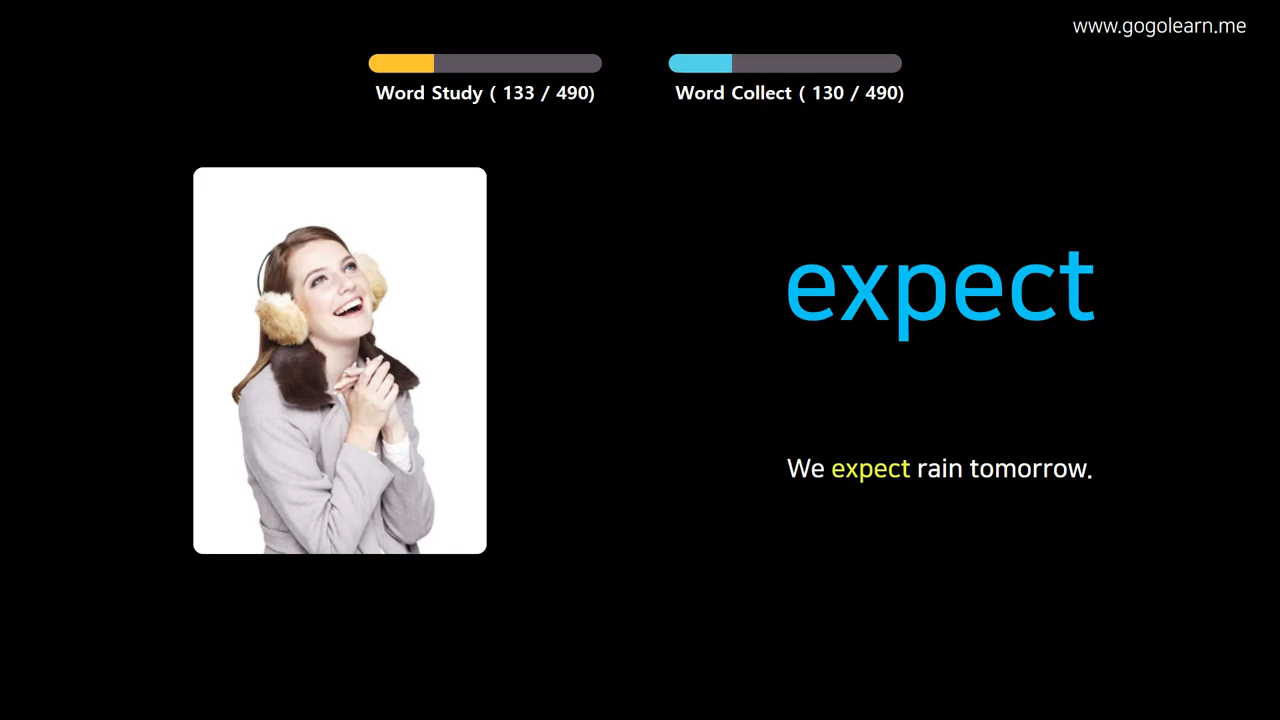 www.gogolearn.me
Word Study ( 133 / 490)
Word Collect ( 130 / 490)
expect
We expect rain tomorrow.